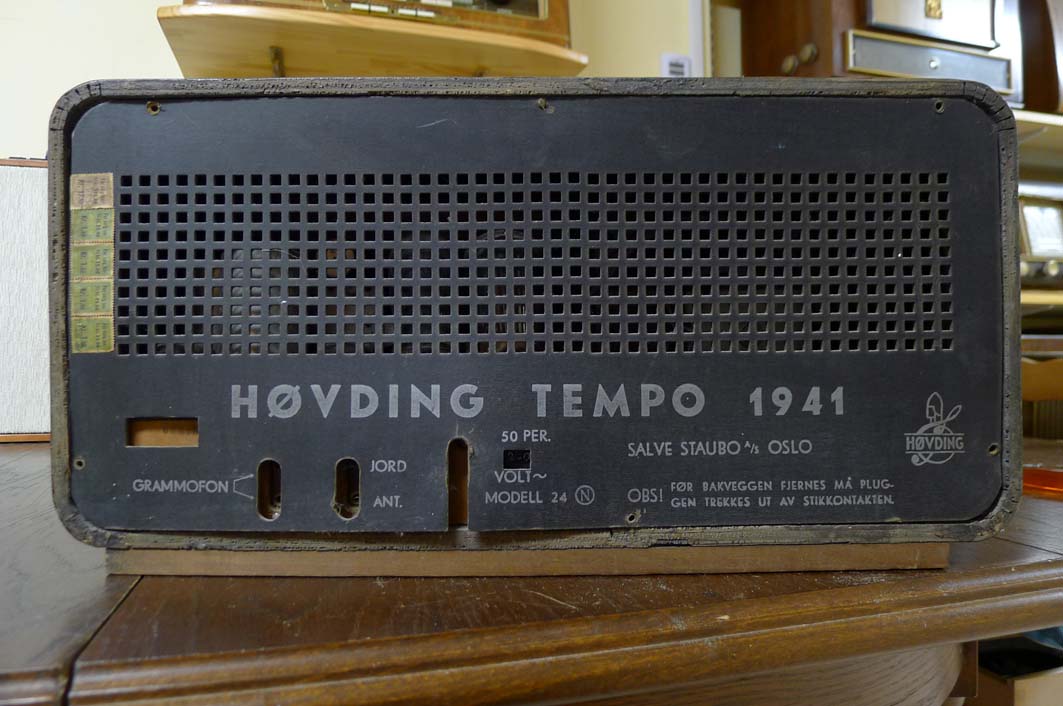 HØVDING TEMPO 1941
50 PER.
VOLT~
MODELL 24 N
SALVE STAUBO A/S OSLO
HØVDING
GRAMMOFON
JORD
ANT.
OBS! FØR BAKVEGGEN FJERNES MÅ PLUG-
GEN TREKKES UT AV STIKKONTAKTEN.